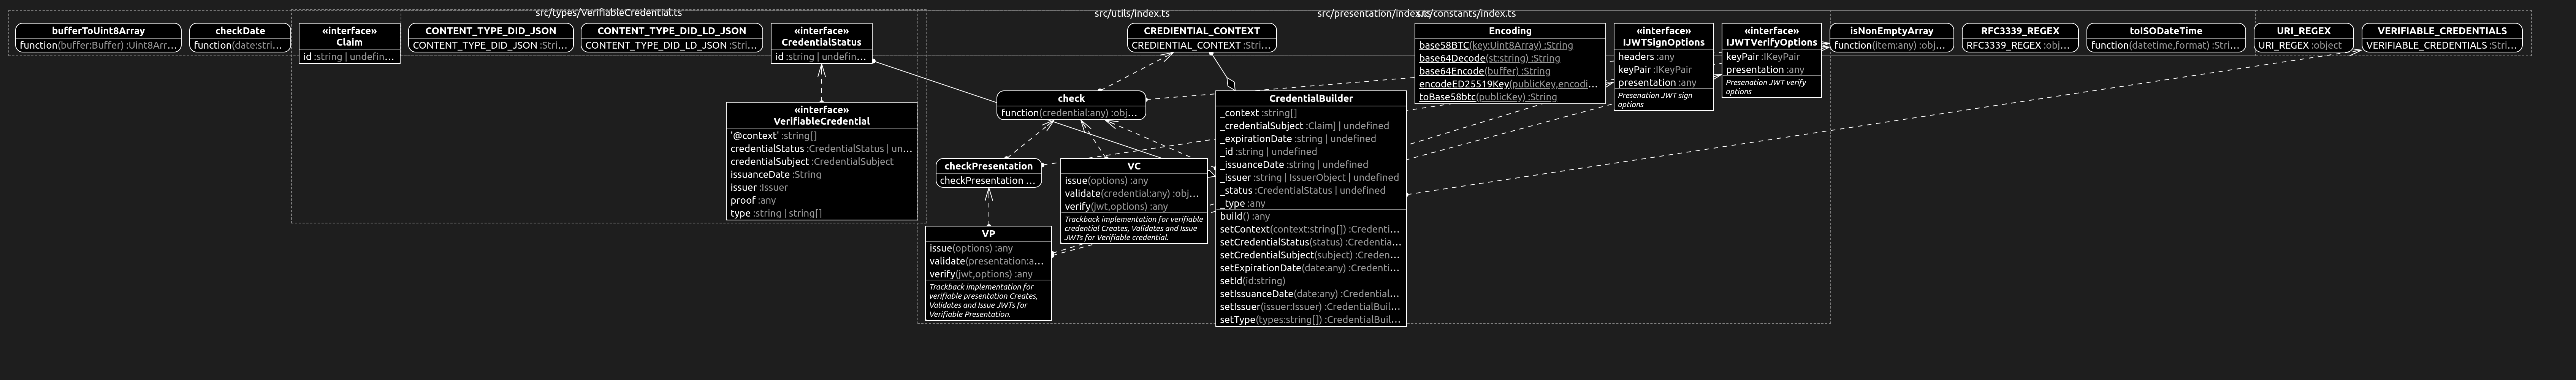 src/types/VerifiableCredential.ts
src/utils/index.ts
src/presentation/index.ts
src/constants/index.ts
bufferToUint8Array
function(buffer:Buffer) :Uint8Arr...
checkDate
function(date:stri...
«interface»
Claim
id :string | undefin...
CONTENT_TYPE_DID_JSON
CONTENT_TYPE_DID_JSON :Stri...
CONTENT_TYPE_DID_LD_JSON
CONTENT_TYPE_DID_LD_JSON :Stri...
«interface»
CredentialStatus
id :string | undefin...
CREDIENTIAL_CONTEXT
CREDIENTIAL_CONTEXT :Stri...
Encoding
base58BTC(key:Uint8Array) :String
base64Decode(st:string) :String
base64Encode(buffer) :String
encodeED25519Key(publicKey,encodi...
toBase58btc(publicKey) :String
«interface»
IJWTSignOptions
headers :any
keyPair :IKeyPair
presentation :any
Presenation JWT sign
options
«interface»
IJWTVerifyOptions
keyPair :IKeyPair
presentation :any
Presenation JWT verify
options
isNonEmptyArray
function(item:any) :obj...
RFC3339_REGEX
RFC3339_REGEX :obj...
toISODateTime
function(datetime,format) :Stri...
URI_REGEX
URI_REGEX :object
VERIFIABLE_CREDENTIALS
VERIFIABLE_CREDENTIALS :Stri...
«interface»
VerifiableCredential
'@context' :string[]
credentialStatus :CredentialStatus | un...
credentialSubject :CredentialSubject
issuanceDate :String
issuer :Issuer
proof :any
type :string | string[]
check
function(credential:any) :obj...
checkPresentation
checkPresentation ...
VC
issue(options) :any
validate(credential:any) :obj...
verify(jwt,options) :any
Trackback implementation for verifiable
credential Creates, Validates and Issue
JWTs for Verifiable credential.
VP
issue(options) :any
validate(presentation:a...
verify(jwt,options) :any
Trackback implementation for
verifiable presentation Creates,
Validates and Issue JWTs for
Verifiable Presentation.
CredentialBuilder
_context :string[]
_credentialSubject :Claim] | undefined
_expirationDate :string | undefined
_id :string | undefined
_issuanceDate :string | undefined
_issuer :string | IssuerObject | undefined
_status :CredentialStatus | undefined
_type :any
build() :any
setContext(context:string[]) :Credenti...
setCredentialStatus(status) :Credentia...
setCredentialSubject(subject) :Creden...
setExpirationDate(date:any) :Credenti...
setId(id:string)
setIssuanceDate(date:any) :Credential...
setIssuer(issuer:Issuer) :CredentialBuil...
setType(types:string[]) :CredentialBuil...